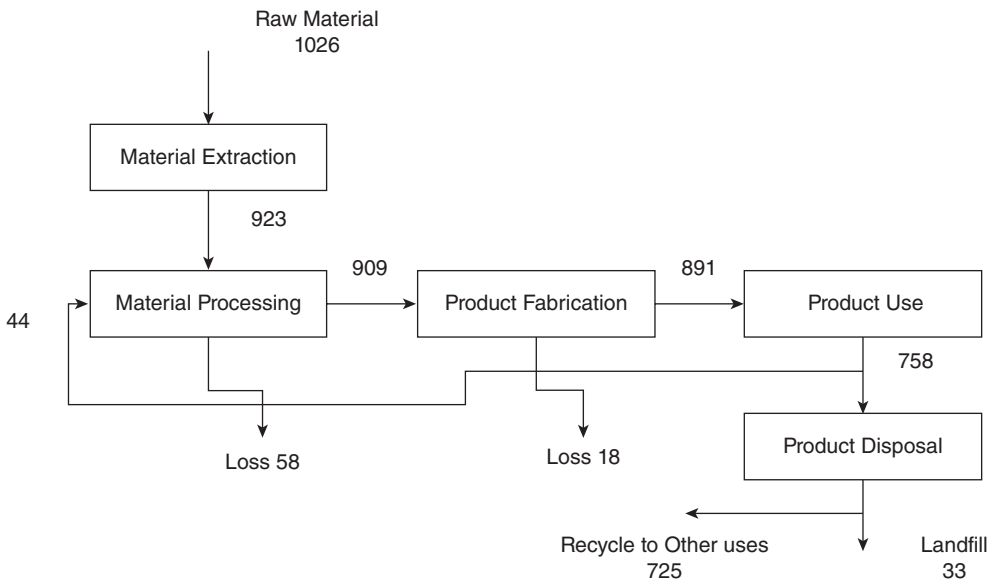 Raw Material
1026
Material Extraction
923
909
891
Material Processing
Product Fabrication
Product Use
44
758
Product Disposal
Loss 58
Loss 18
Recycle to Other uses
725
Landfill
33